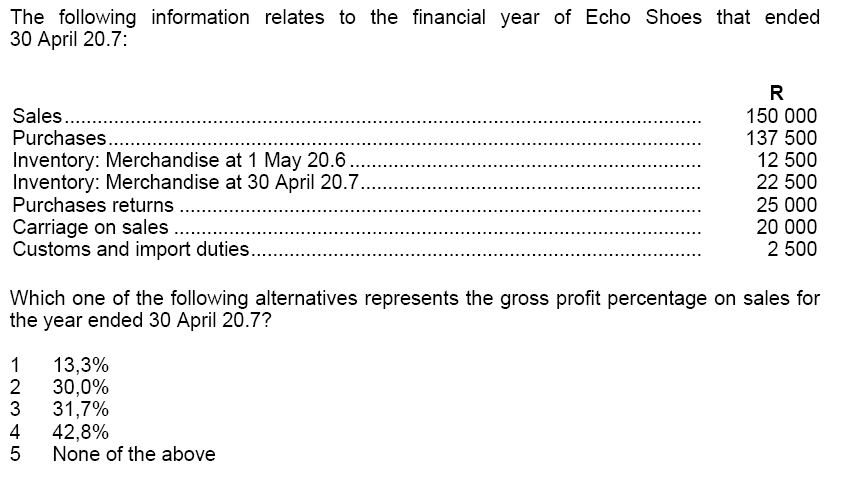 The following information relates to the financial year of Echo Shoes that ended
30 April 20.7:
R
Sales.......................................................................................................................... 150 000
Purchases.................................................................................................................. 137 500
Inventory: Merchandise at 1 May 20.6 .................................................................. 12 500
Inventory: Merchandise at 30 April 20.7................................................................ 22 500
Purchases returns .................................................................................................. 25 000
Carriage on sales ................................................................................................... 20 000
Customs and import duties..................................................................................... 2 500
Which one of the following alternatives represents the gross profit percentage on sales for
the year ended 30 April 20.7?
1 13,3%
2 30,0%
3 31,7%
4 42,8%
5 None of the above